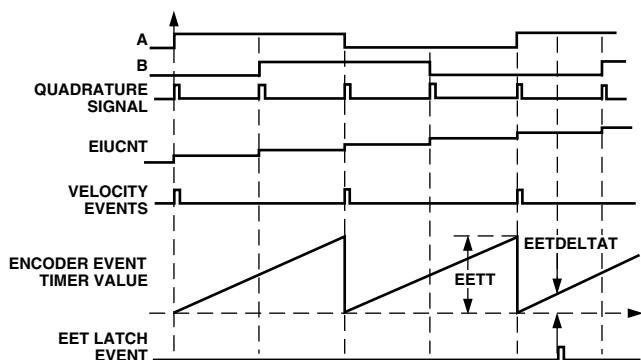 A
B
QUADRATURE
SIGNAL
EIUCNT
VELOCITY
EVENTS
EETDELTAT
ENCODER EVENT
TIMER VALUE
EETT
EET LATCH
EVENT